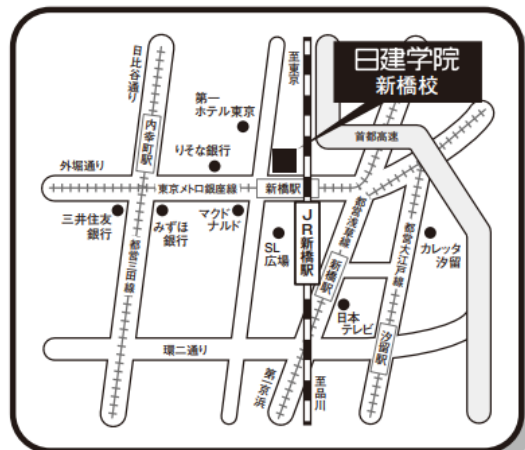 日建学院
新橋校
至東京
日比谷通り
第一
ホテル東京
内幸町駅
りそな銀行
首都高速
外堀通り
東京メトロ銀座線
新橋駅
三井住友
銀行
みずほ
銀行
マクド
ナルド
SL
広場
JR新橋駅
都営浅草線
新橋駅
都営大江戸線
カレッタ
汐留
都営三田線
日本
テレビ
汐留駅
環二通り
第一京浜
至品川